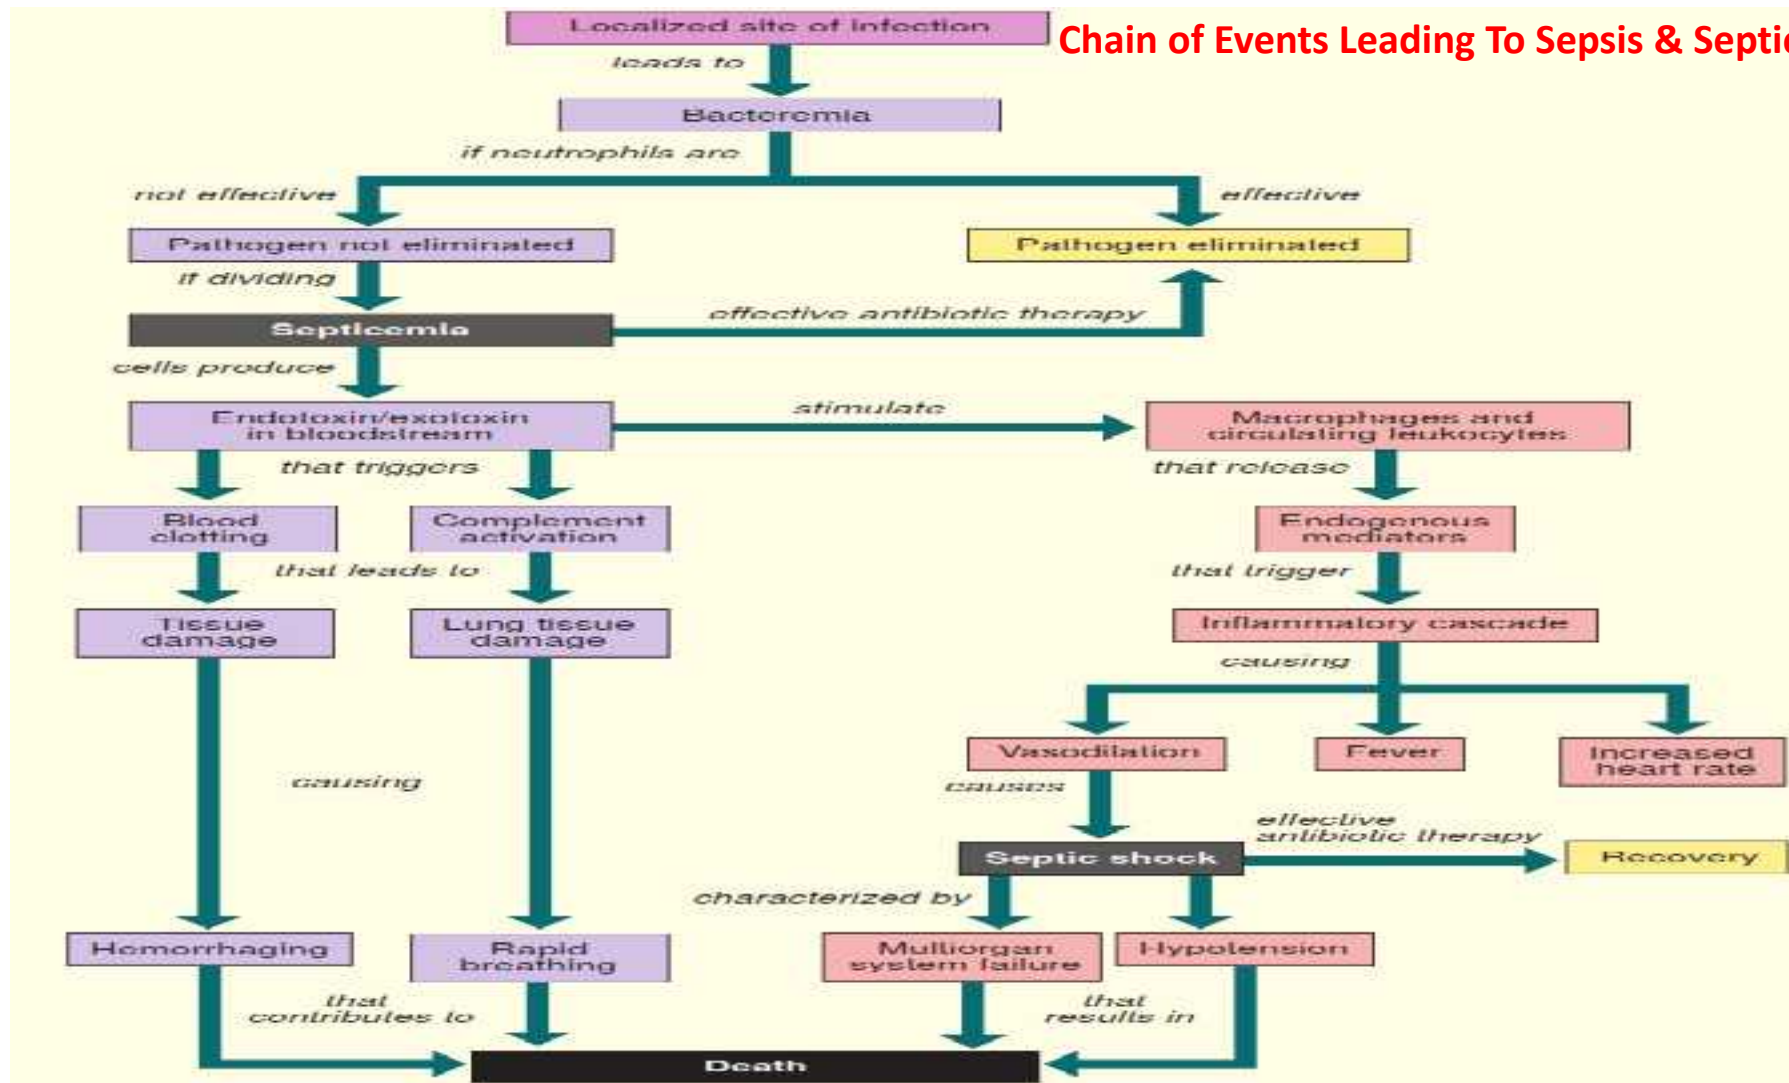 Localized site of infection
Chain of Events Leading To Sepsis & Septi
leads to
Bacteremia
if neutrophils are
not effective
effective
Pathogen not eliminated
Pathogen eliminated
if dividing
effective antibiotic therapy
Septicemia
cells produce
stimulate
Endotoxin/exotoxin
in bloodstream
Macrophages and
circulating leukocytes
that triggers
that release
Blood
clotting
Complement
activation
Endogenous
mediators
that leads to
that trigger
Tissue
damage
Lung tissue
damage
Inflammatory cascade
causing
Vasodilation
Fever
Increased
heart rate
causing
causes
effective
antibiotic therapy
Septic shock
Recovery
characterized by
Hemorrhaging
Rapid
breathing
Multiorgan
system failure
Hypotension
that
contributes to
that
results in
Death